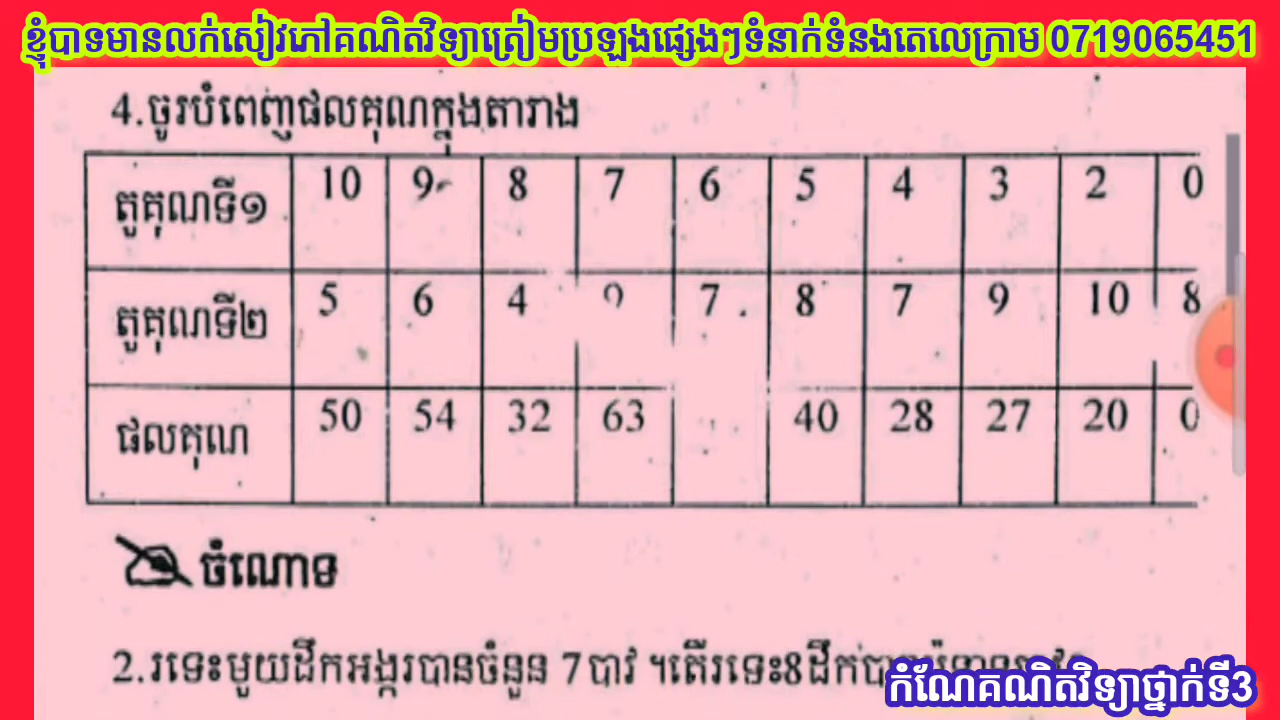 ខ្ញុំបាទមានលក់សៀវភៅគណិតវិទ្យាត្រៀមប្រឡងផ្សេងៗទំនាក់ទំនងតេលេក្រាម 0719065451
4.ចូរបំពេញផលគុណក្នុងតារាង
តួគុណទី១ 10 9 8 7 6 5 4 3 2 0
តួគុណទី២ 5 6 4 7 8 7 9 10 8
ផលគុណ 50 54 32 63 40 28 27 20 0
ចំណោទ
2.រទេះមួយដឹកអង្ករបានចំនួន 7 បាវ ។តើរទេះ8ដឹក
កំណែគណិតវិទ្យាថ្នាក់ទី3